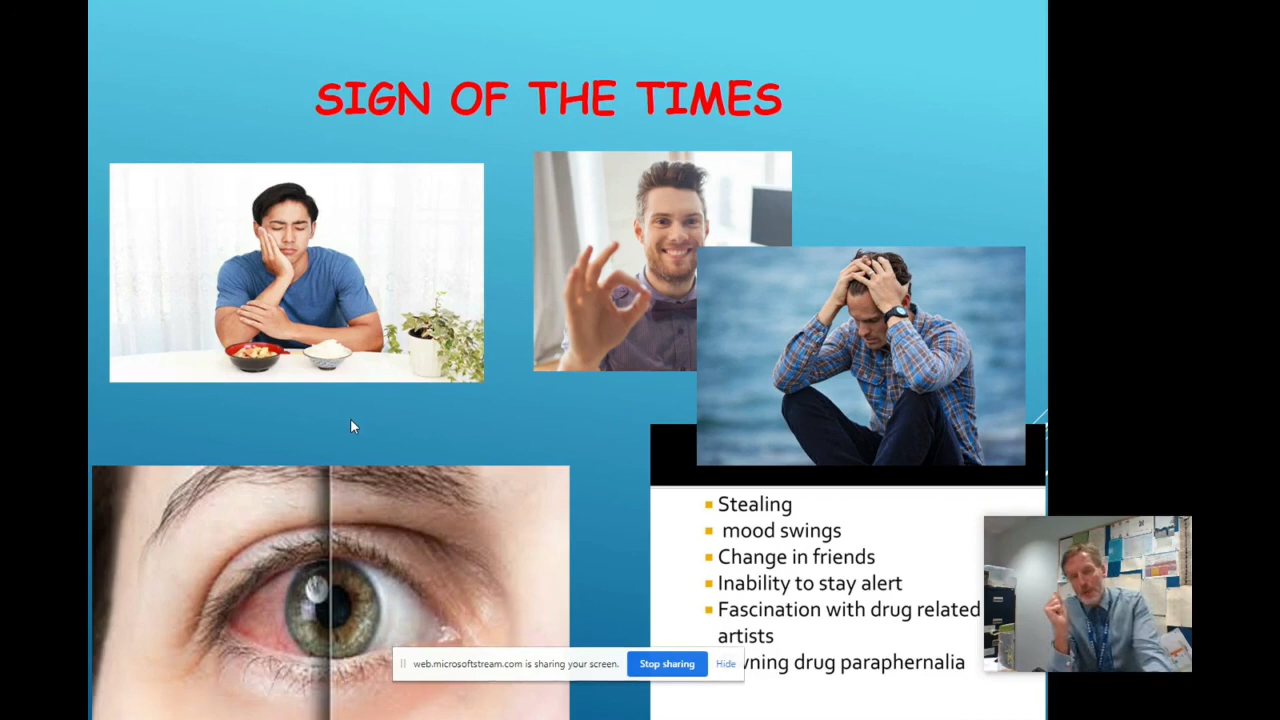 SIGN OF THE TIMES
Stealing
mood swings
Change in friends
Inability to stay alert
Fascination with drug related
artists
drug paraphernalia
web.microsoftstream.com is sharing your screen.
Stop sharing
Hide